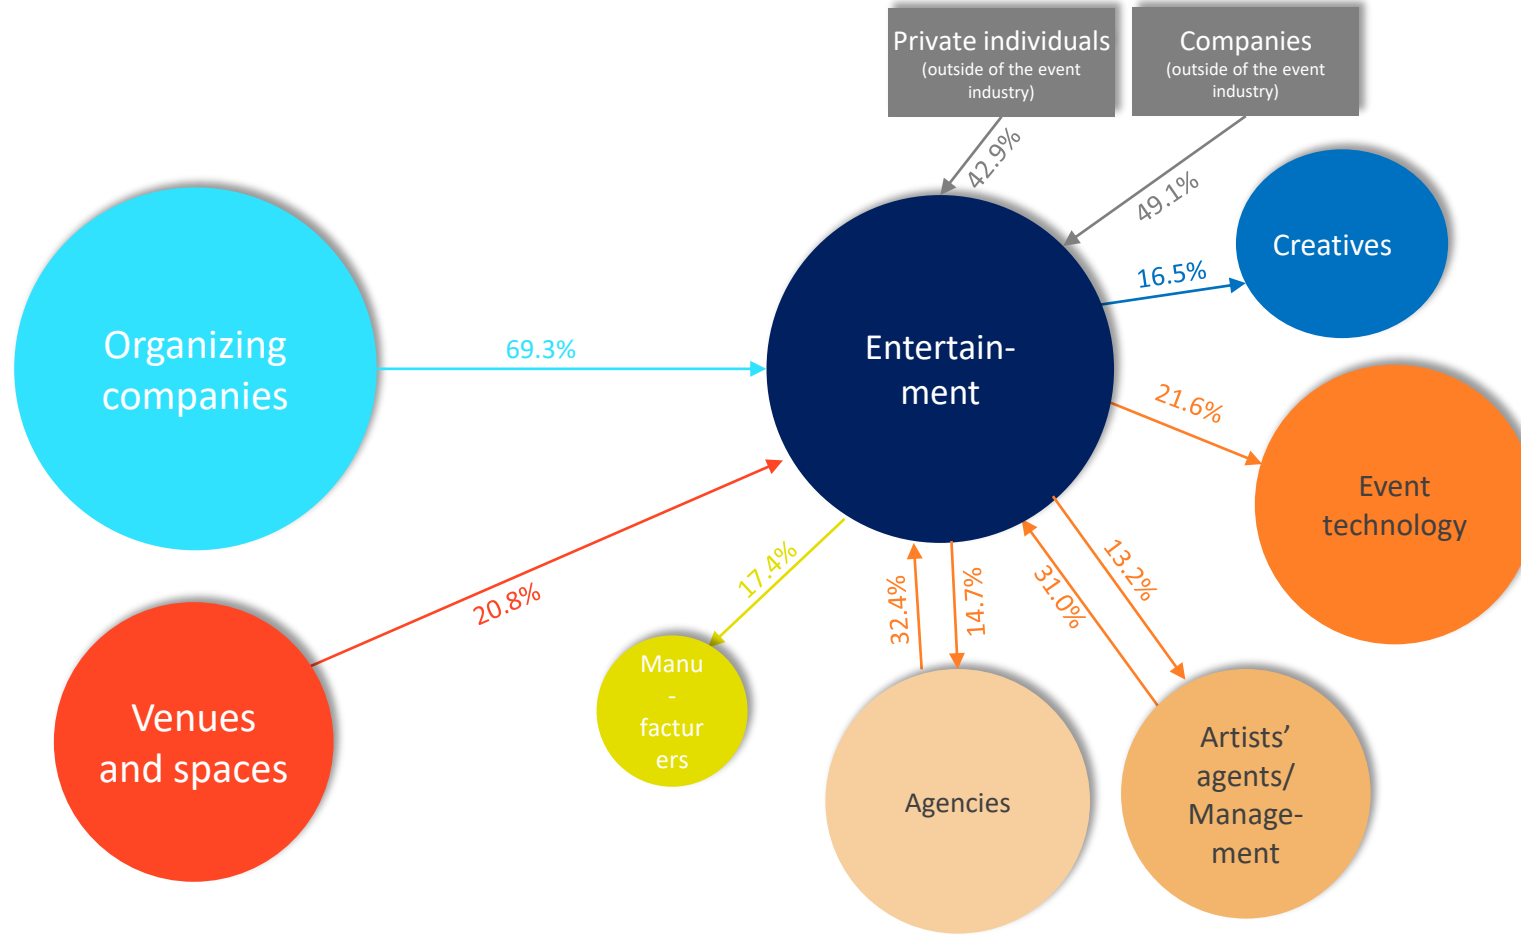 Private individuals
(outside of the event
industry)
Companies
(outside of the event
industry)
42.9%
49.1%
Creatives
16.5%
Organizing
companies
69.3%
Entertain-
ment
21.6%
Event
technology
20.8%
17.4%
32.4%
14.7%
31.0%
13.2%
Venues
and spaces
Manu
-
factur
ers
Agencies
Artists’
agents/
Manage-
ment